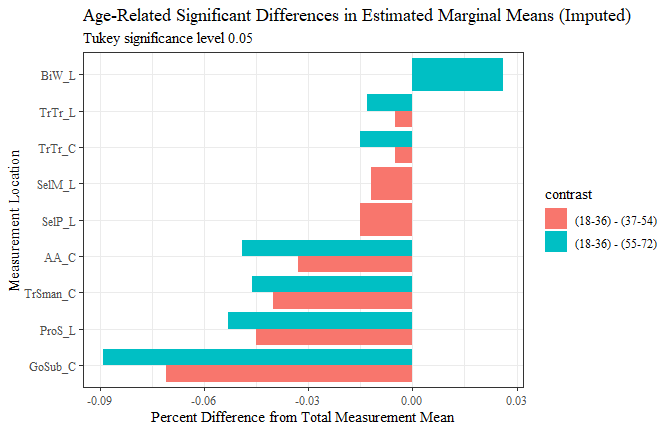 Age-Related Significant Differences in Estimated Marginal Means (Imputed)
Tukey significance level 0.05
Measurement Location
BiW_L
TrTr_L
TrTr_C
SelM_L
SelP_L
AA_C
TrSman_C
ProS_L
GoSub_C
-0.09
-0.06
-0.03
0.00
0.03
Percent Difference from Total Measurement Mean
contrast
(18-36) - (37-54)
(18-36) - (55-72)